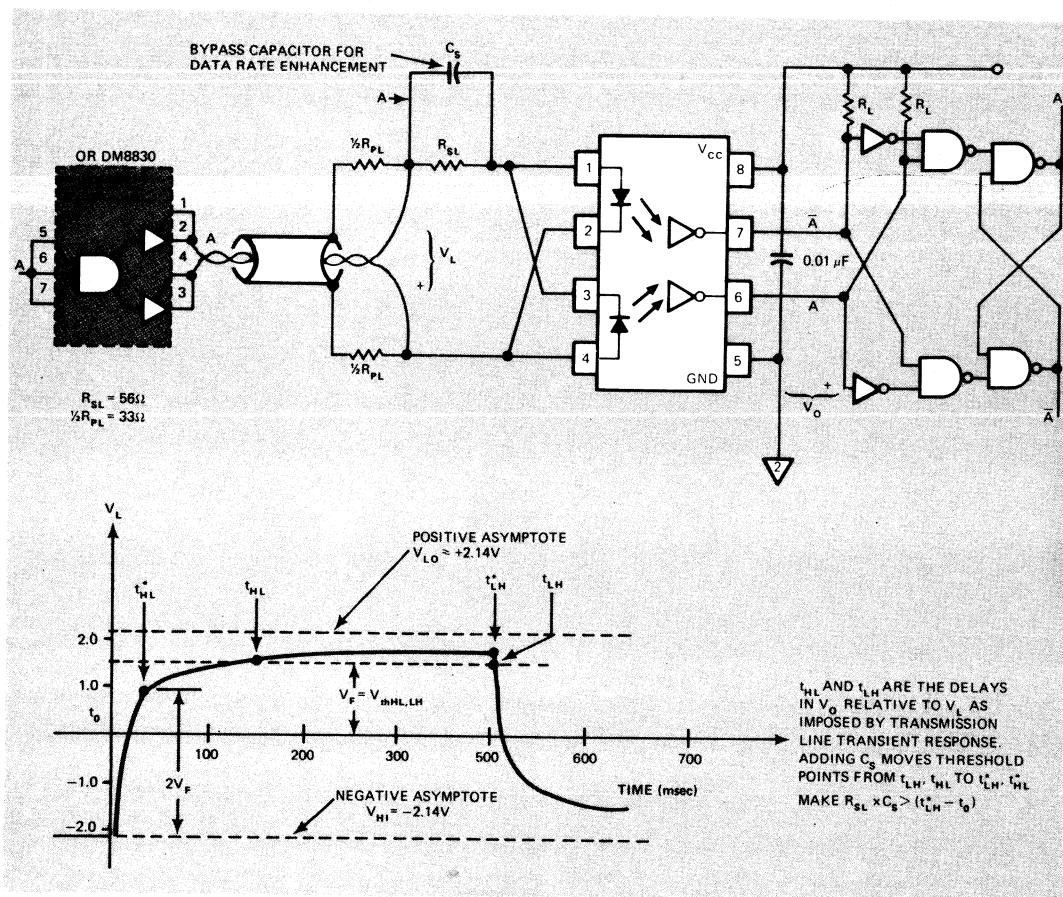 BYPASS CAPACITOR FOR
DATA RATE ENHANCEMENT
C_S
A
½R_PL
R_SL
R_L
R_L
A
OR DM8830
1
2
4
3
5
6
7
A
A
V_L
+
½R_PL
1
2
3
4
V_CC
8
7
6
5
GND
Ā
A
0.01 µF
+
V_O
2
Ā
R_SL = 56Ω
½R_PL = 33Ω
V_L
POSITIVE ASYMPTOTE
V_LO ≈ +2.14V
t*_HL
t_HL
t*_LH
t_LH
2.0
1.0
t_0
-1.0
-2.0
V_F = V_thHL,LH
2V_F
100
200
300
400
500
600
700
TIME (msec)
NEGATIVE ASYMPTOTE
V_HI = -2.14V
t_HL AND t_LH ARE THE DELAYS
IN V_O RELATIVE TO V_L AS
IMPOSED BY TRANSMISSION
LINE TRANSIENT RESPONSE.
ADDING C_S MOVES THRESHOLD
POINTS FROM t_LH, t_HL TO t*_LH, t*_HL
MAKE R_SL × C_S > (t*_LH - t_0)